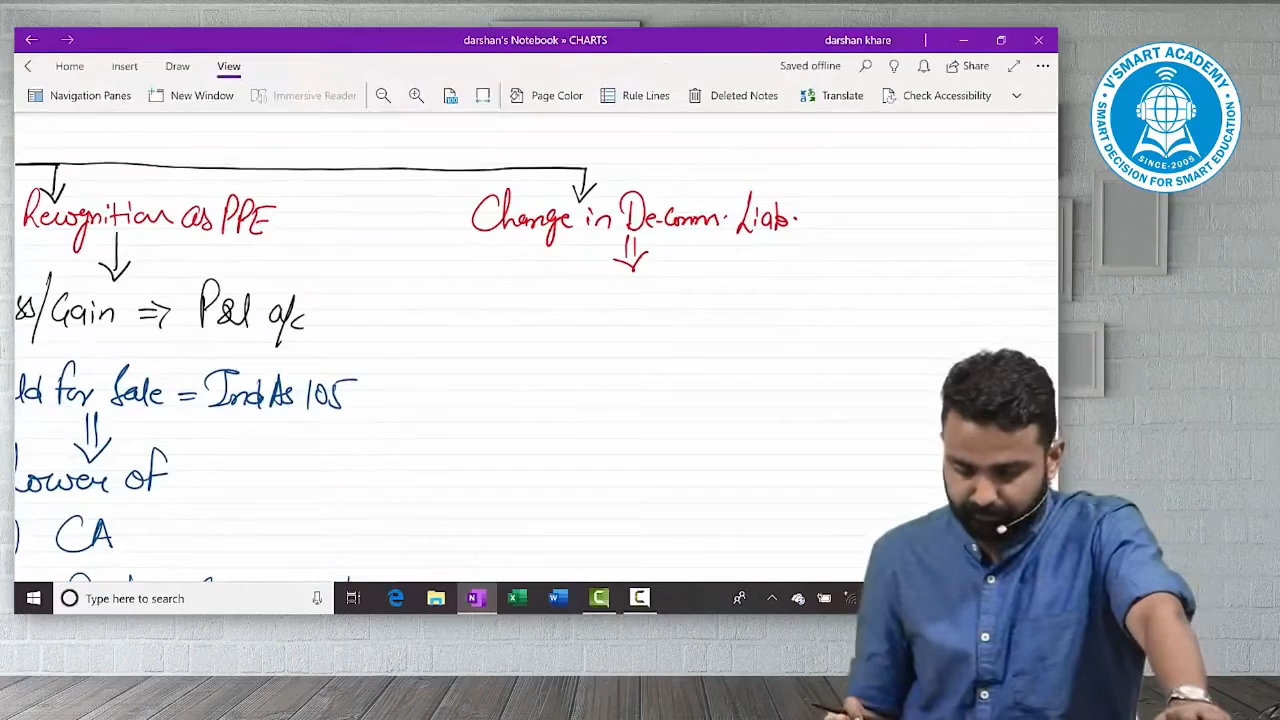 darshan's Notebook » CHARTS
darshan khare
Home Insert Draw View
Saved offline
Share
Navigation Panes New Window Immersive Reader Page Color Rule Lines Deleted Notes Translate Check Accessibility
Recognition as PPE
Change in De-comm. Liab.
ss/Gain ⇒ P&L a/c
ld for Sale = Ind As 105
Lower of
) CA
Type here to search
V'SMART ACADEMY
SINCE-2005
SMART DECISION FOR SMART EDUCATION